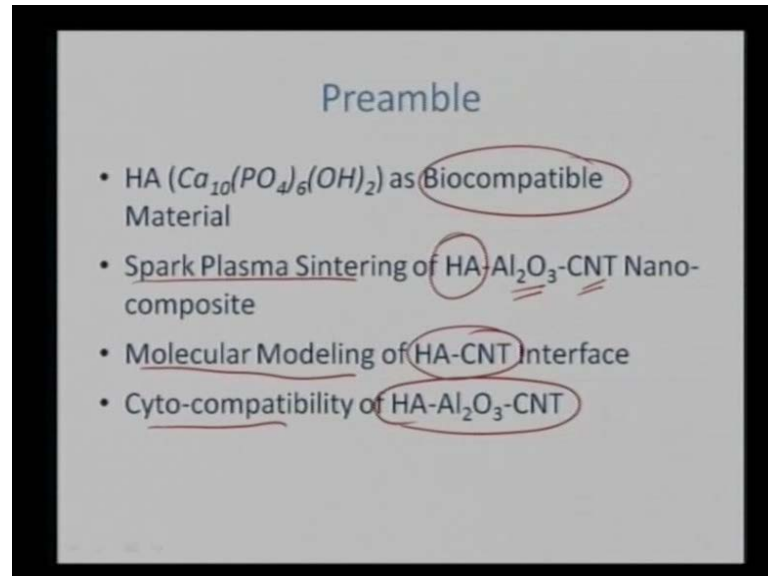 Preamble
• HA (Ca₁₀(PO₄)₆(OH)₂) as Biocompatible
Material
• Spark Plasma Sintering of HA-Al₂O₃-CNT Nano-
composite
• Molecular Modeling of HA-CNT Interface
• Cyto-compatibility of HA-Al₂O₃-CNT